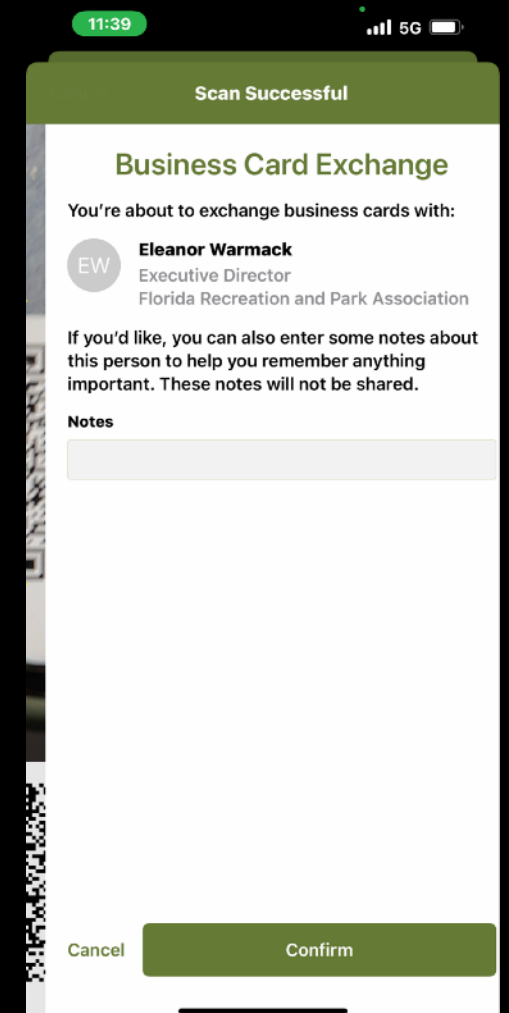 11:39
5G
Scan Successful
Business Card Exchange
You're about to exchange business cards with:
EW
Eleanor Warmack
Executive Director
Florida Recreation and Park Association
If you'd like, you can also enter some notes about
this person to help you remember anything
important. These notes will not be shared.
Notes
Cancel
Confirm